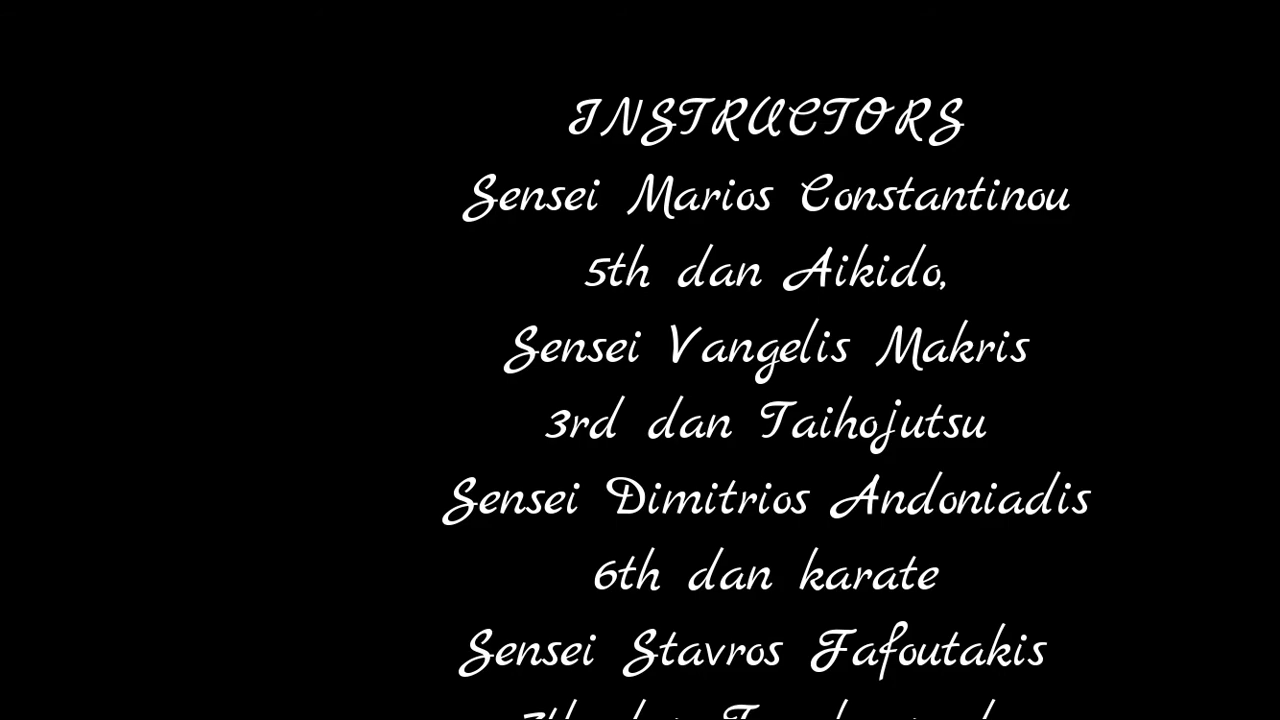 INSTRUCTORS
Sensei Marios Constantinou
5th dan Aikido,
Sensei Vangelis Makris
3rd dan Taihojutsu
Sensei Dimitrios Andoniadis
6th dan karate
Sensei Stavros Fafoutakis